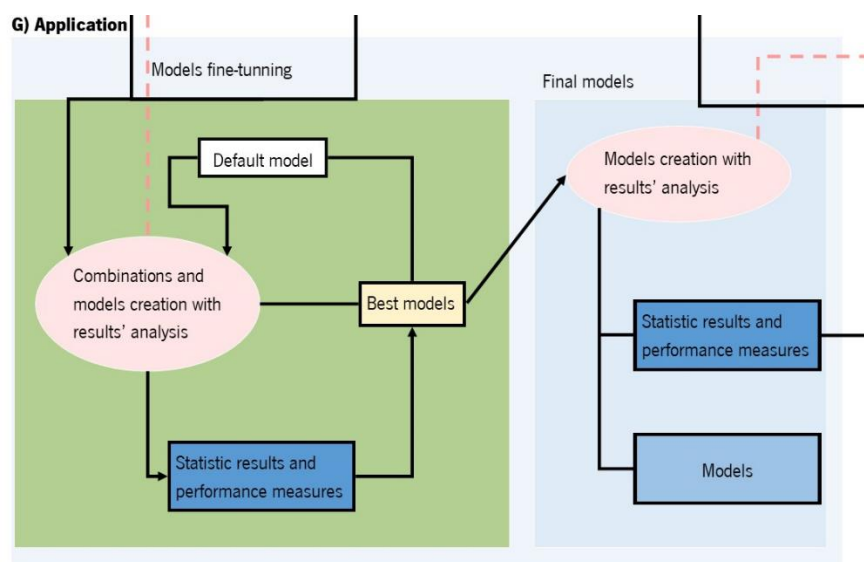 G) Application
Models fine-tunning
Final models
Default model
Models creation with
results' analysis
Combinations and
models creation with
results' analysis
Best models
Statistic results and
performance measures
Statistic results and
performance measures
Models